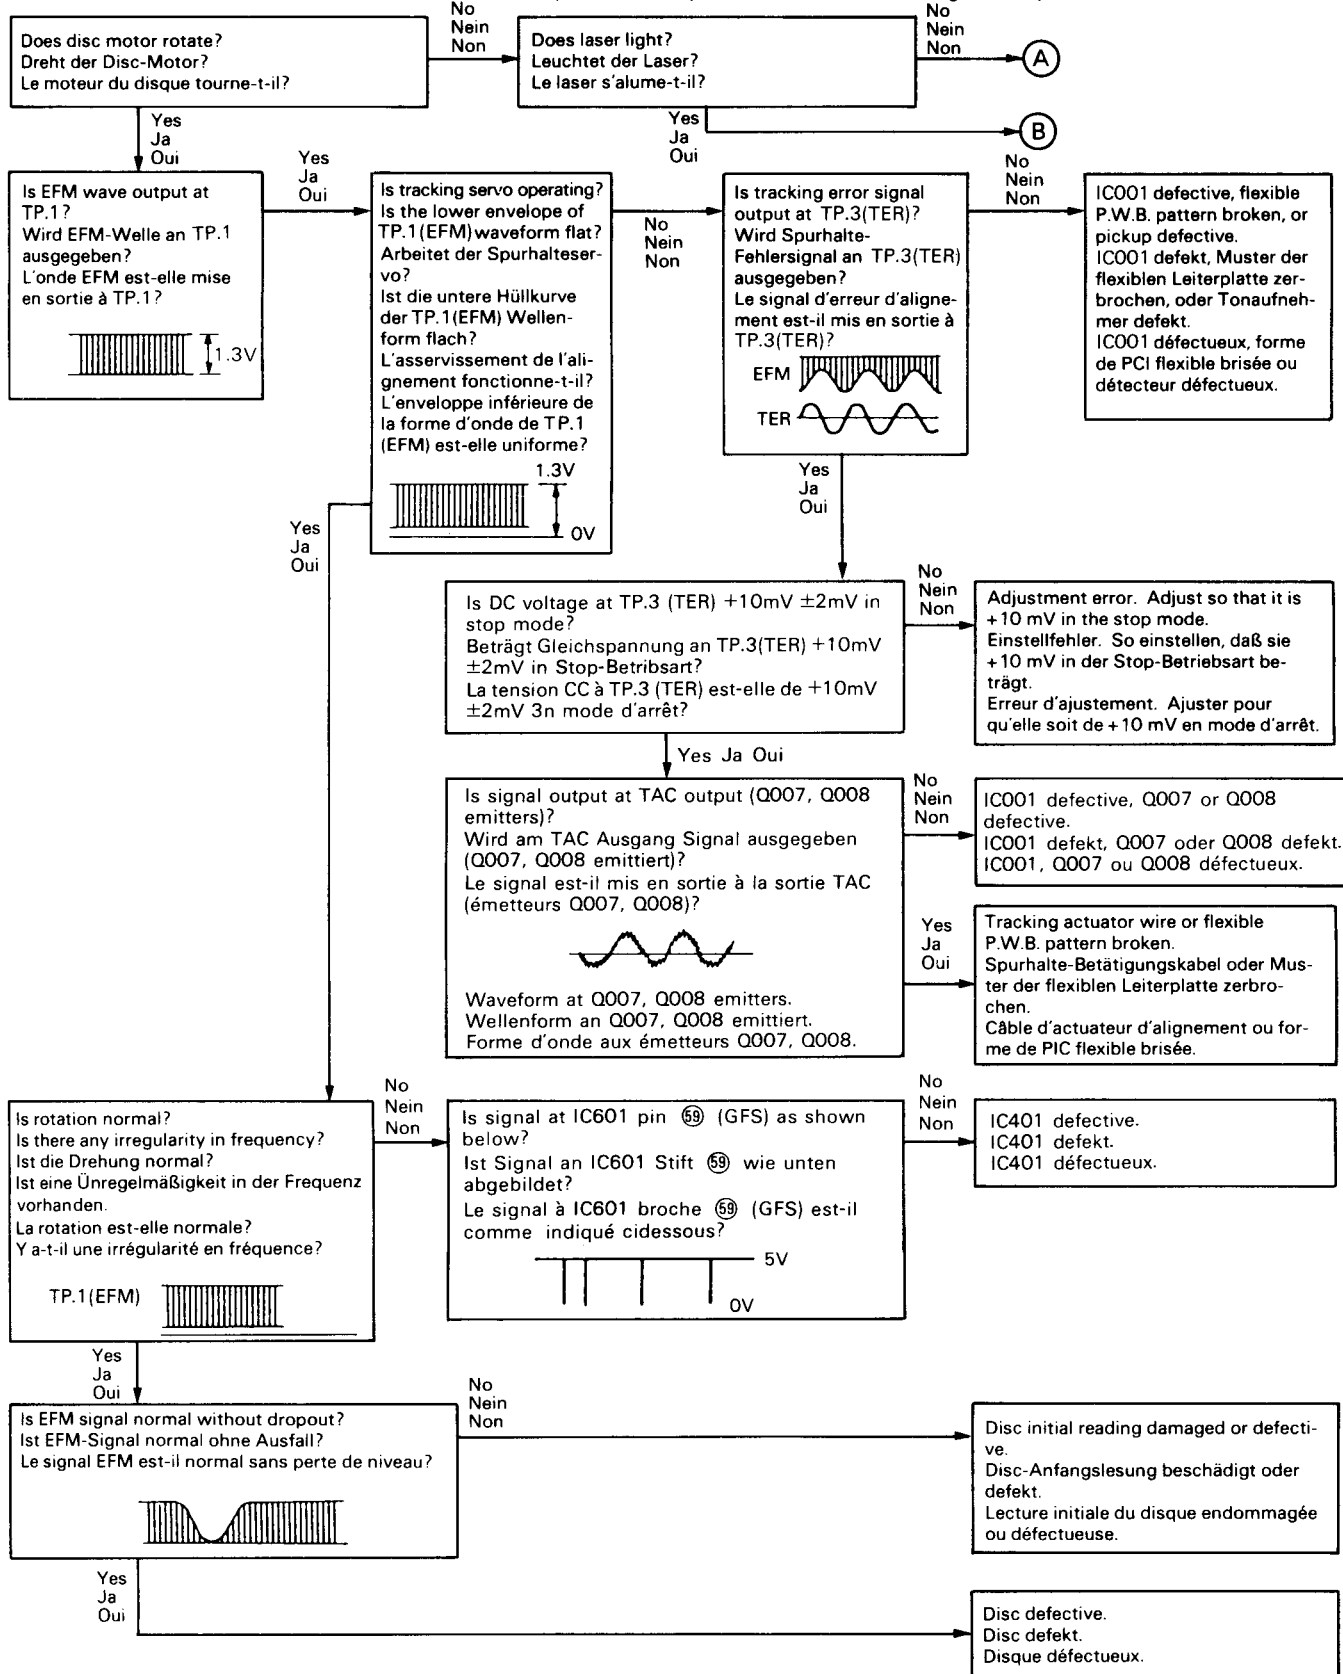 No
Nein
Non
No
Nein
Non
Does disc motor rotate?
Dreht der Disc-Motor?
Le moteur du disque tourne-t-il?
Does laser light?
Leuchtet der Laser?
Le laser s'alume-t-il?
A
Yes
Ja
Oui
Yes
Ja
Oui
B
Is EFM wave output at
TP.1?
Wird EFM-Welle an TP.1
ausgegeben?
L'onde EFM est-elle mise
en sortie à TP.1?
1.3V
Yes
Ja
Oui
Is tracking servo operating?
Is the lower envelope of
TP.1(EFM) waveform flat?
Arbeitet der Spurhalteser-
vo?
Ist die untere Hüllkurve
der TP.1(EFM) Wellen-
form flach?
L'asservissement de l'ali-
gnement fonctionne-t-il?
L'enveloppe inférieure de
la forme d'onde de TP.1
(EFM) est-elle uniforme?
1.3V
0V
No
Nein
Non
Is tracking error signal
output at TP.3(TER)?
Wird Spurhalte-
Fehlersignal an TP.3(TER)
ausgegeben?
Le signal d'erreur d'aligne-
ment est-il mis en sortie à
TP.3(TER)?
EFM
TER
No
Nein
Non
IC001 defective, flexible
P.W.B. pattern broken, or
pickup defective.
IC001 defekt, Muster der
flexiblen Leiterplatte zer-
brochen, oder Tonaufneh-
mer defekt.
IC001 défectueux, forme
de PCI flexible brisée ou
détecteur défectueux.
Yes
Ja
Oui
Yes
Ja
Oui
Is DC voltage at TP.3 (TER) +10mV ±2mV in
stop mode?
Beträgt Gleichspannung an TP.3(TER) +10mV
±2mV in Stop-Betribsart?
La tension CC à TP.3 (TER) est-elle de +10mV
±2mV 3n mode d'arrêt?
No
Nein
Non
Adjustment error. Adjust so that it is
+10 mV in the stop mode.
Einstellfehler. So einstellen, daß sie
+10 mV in der Stop-Betriebsart be-
trägt.
Erreur d'ajustement. Ajuster pour
qu'elle soit de +10 mV en mode d'arrêt.
Yes Ja Oui
Is signal output at TAC output (Q007, Q008
emitters)?
Wird am TAC Ausgang Signal ausgegeben
(Q007, Q008 emittiert)?
Le signal est-il mis en sortie à la sortie TAC
(émetteurs Q007, Q008)?
Waveform at Q007, Q008 emitters.
Wellenform an Q007, Q008 emittiert.
Forme d'onde aux émetteurs Q007, Q008.
No
Nein
Non
IC001 defective, Q007 or Q008
defective.
IC001 defekt, Q007 oder Q008 defekt.
IC001, Q007 ou Q008 défectueux.
Yes
Ja
Oui
Tracking actuator wire or flexible
P.W.B. pattern broken.
Spurhalte-Betätigungskabel oder Mus-
ter der flexiblen Leiterplatte zerbro-
chen.
Câble d'actuateur d'alignement ou for-
me de PIC flexible brisée.
Is rotation normal?
Is there any irregularity in frequency?
Ist die Drehung normal?
Ist eine Ünregelmäßigkeit in der Frequenz
vorhanden.
La rotation est-elle normale?
Y a-t-il une irrégularité en fréquence?
TP.1(EFM)
No
Nein
Non
Is signal at IC601 pin 59 (GFS) as shown
below?
Ist Signal an IC601 Stift 59 wie unten
abgebildet?
Le signal à IC601 broche 59 (GFS) est-il
comme indiqué cidessous?
5V
0V
No
Nein
Non
IC401 defective.
IC401 defekt.
IC401 défectueux.
Yes
Ja
Oui
Is EFM signal normal without dropout?
Ist EFM-Signal normal ohne Ausfall?
Le signal EFM est-il normal sans perte de niveau?
No
Nein
Non
Disc initial reading damaged or defecti-
ve.
Disc-Anfangslesung beschädigt oder
defekt.
Lecture initiale du disque endommagée
ou défectueuse.
Yes
Ja
Oui
Disc defective.
Disc defekt.
Disque défectueux.